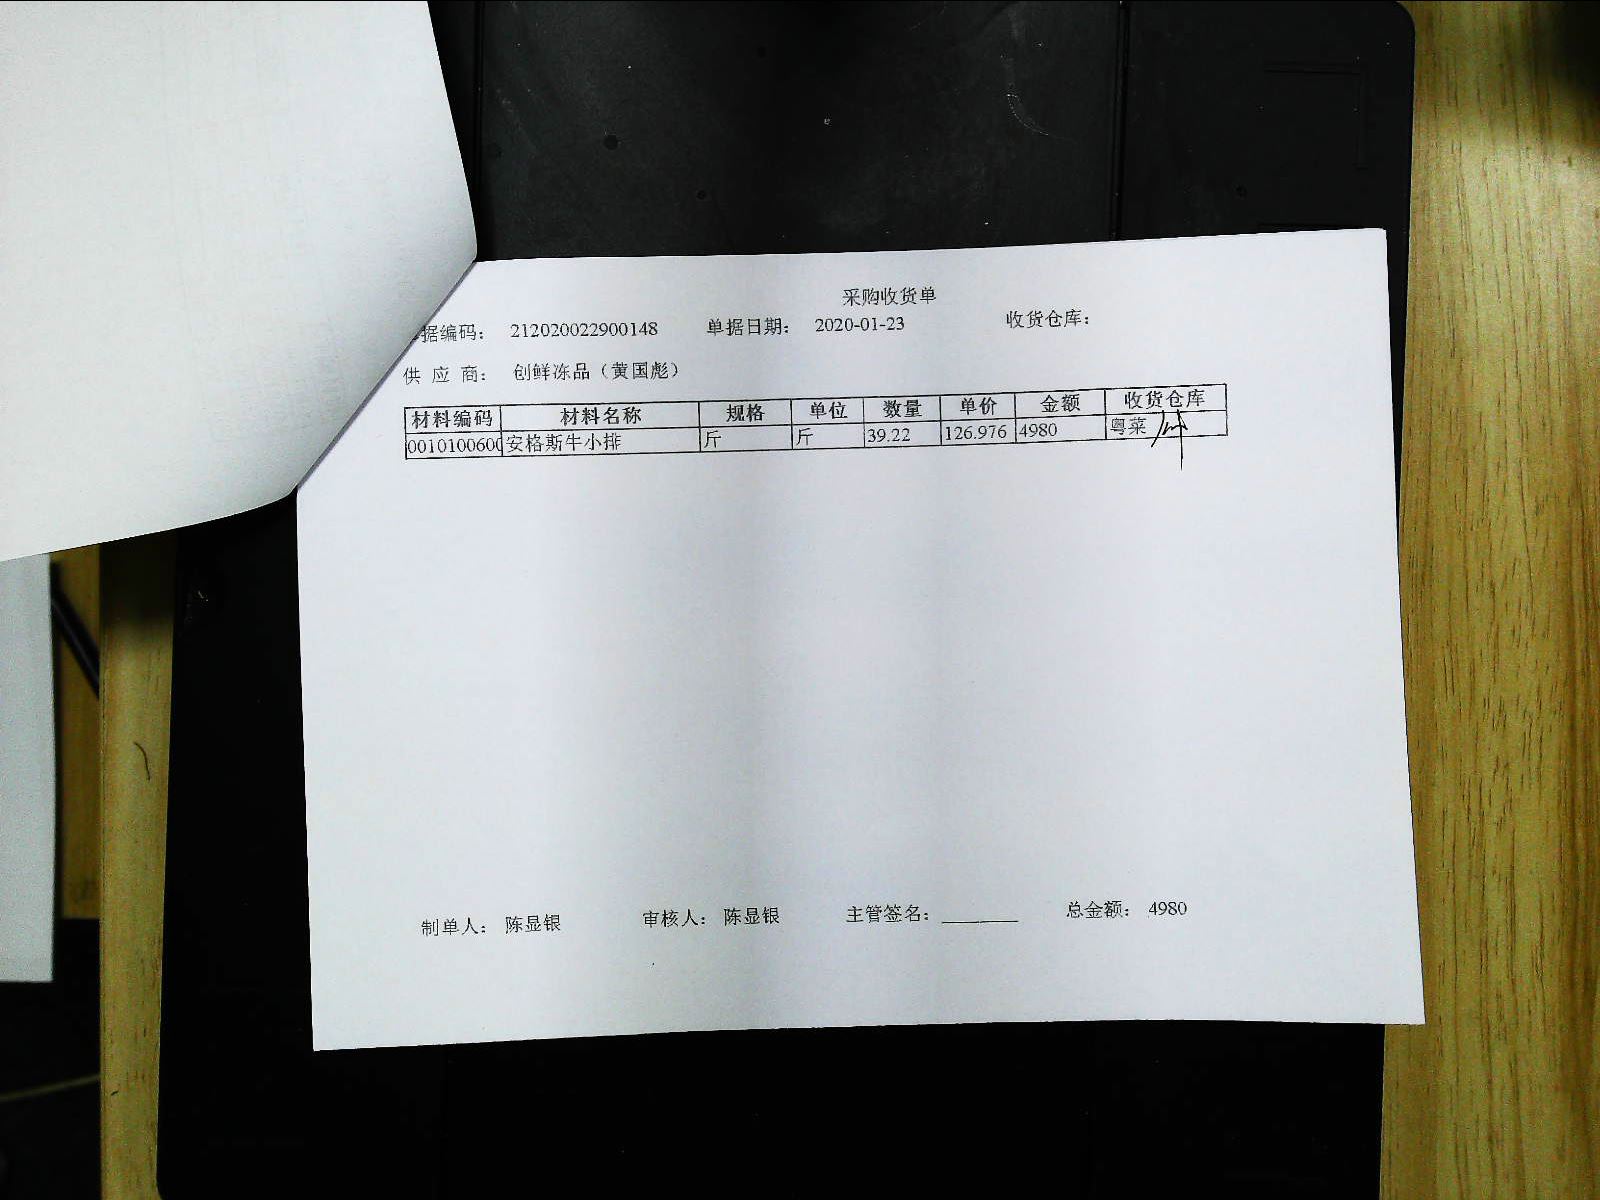 采购收货单
据编码： 212020022900148 单据日期： 2020-01-23 收货仓库：
供 应 商： 创鲜冻品（黄国彪）
材料编码 材料名称 规格 单位 数量 单价 金额 收货仓库
0010100600 安格斯牛小排 斤 斤 39.22 126.976 4980 粤菜
制单人： 陈显银 审核人： 陈显银 主管签名： 总金额： 4980